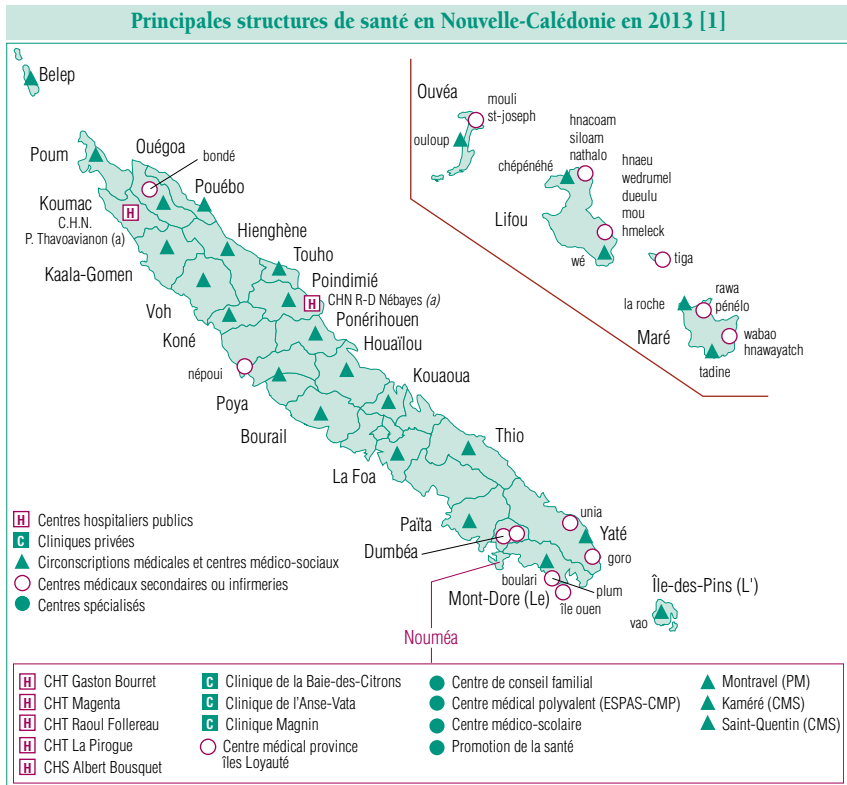 Principales structures de santé en Nouvelle-Calédonie en 2013 [1]
Belep
Poum
Ouégoa
bondé
Pouébo
Koumac
H
C.H.N.
P. Thavoavianon (a)
Hienghène
Touho
Kaala-Gomen
Poindimié
H
CHN R-D Nébayes (a)
Voh
Ponérihouen
Koné
Houaïlou
népoui
Kouaoua
Poya
Bourail
Thio
La Foa
Païta
unia
Yaté
Dumbéa
goro
boulari
plum
Mont-Dore (Le)
île ouen
Île-des-Pins (L')
vao
Nouméa
Ouvéa
mouli
st-joseph
ouloup
hnacoam
siloam
nathalo
chépénéhé
hnaeu
wedrumel
dueulu
mou
hmeleck
Lifou
wé
tiga
la roche
rawa
pénélo
Maré
wabao
hnawayatch
tadine
H Centres hospitaliers publics
C Cliniques privées
Circonscriptions médicales et centres médico-sociaux
Centres médicaux secondaires ou infirmeries
Centres spécialisés
H CHT Gaston Bourret
H CHT Magenta
H CHT Raoul Follereau
H CHT La Pirogue
H CHS Albert Bousquet
C Clinique de la Baie-des-Citrons
C Clinique de l'Anse-Vata
C Clinique Magnin
Centre médical province
îles Loyauté
Centre de conseil familial
Centre médical polyvalent (ESPAS-CMP)
Centre médico-scolaire
Promotion de la santé
Montravel (PM)
Kaméré (CMS)
Saint-Quentin (CMS)